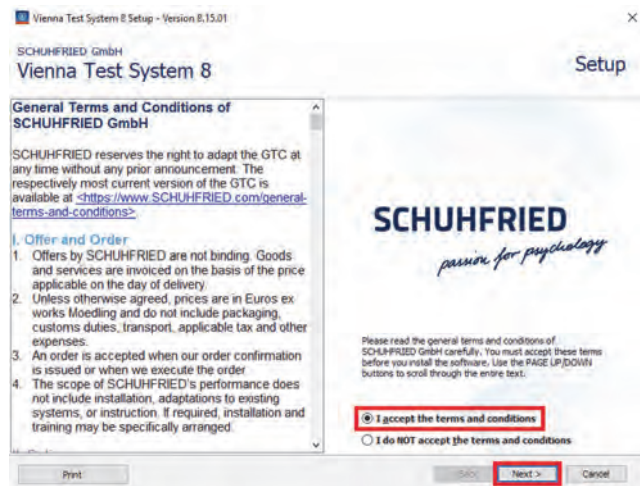 Vienna Test System 8 Setup - Version 8.15.01
SCHUHFRIED GmbH
Vienna Test System 8
Setup
General Terms and Conditions of
SCHUHFRIED GmbH
SCHUHFRIED reserves the right to adapt the GTC at
any time without any prior announcement. The
respectively most current version of the GTC is
available at <https://www.SCHUHFRIED.com/general-
terms-and-conditions>.
I. Offer and Order
1. Offers by SCHUHFRIED are not binding. Goods
and services are invoiced on the basis of the price
applicable on the day of delivery.
2. Unless otherwise agreed, prices are in Euros ex
works Moedling and do not include packaging,
customs duties, transport, applicable tax and other
expenses.
3. An order is accepted when our order confirmation
is issued or when we execute the order.
4. The scope of SCHUHFRIED's performance does
not include installation, adaptations to existing
systems, or instruction. If required, installation and
training may be specifically arranged.
SCHUHFRIED
passion for psychology
Please read the general terms and conditions of
SCHUHFRIED GmbH carefully. You must accept these terms
before you install the software. Use the PAGE UP/DOWN
buttons to scroll through the entire text.
I accept the terms and conditions
I do NOT accept the terms and conditions
Print
Next >
Cancel